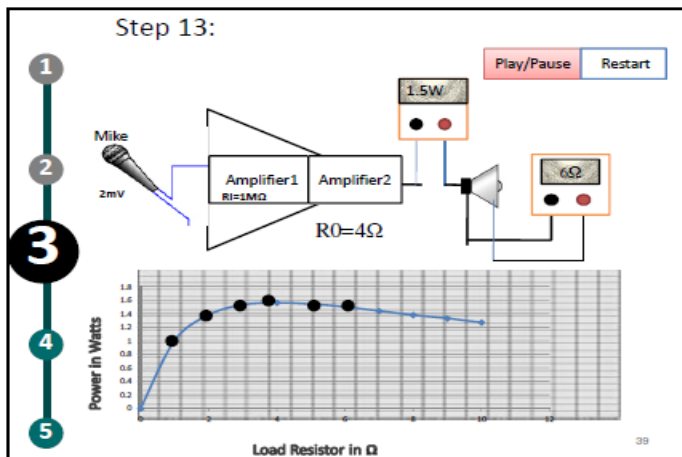 Step 13:
Play/Pause Restart
1
2
3
4
5
Mike
2mV
Amplifier1 Amplifier2
RI=1MΩ
R0=4Ω
1.5W
6Ω
Power in Watts
1.8
1.6
1.4
1.2
1
0.8
0.6
0.4
0.2
0
0 2 4 6 8 10 12
Load Resistor in Ω
39